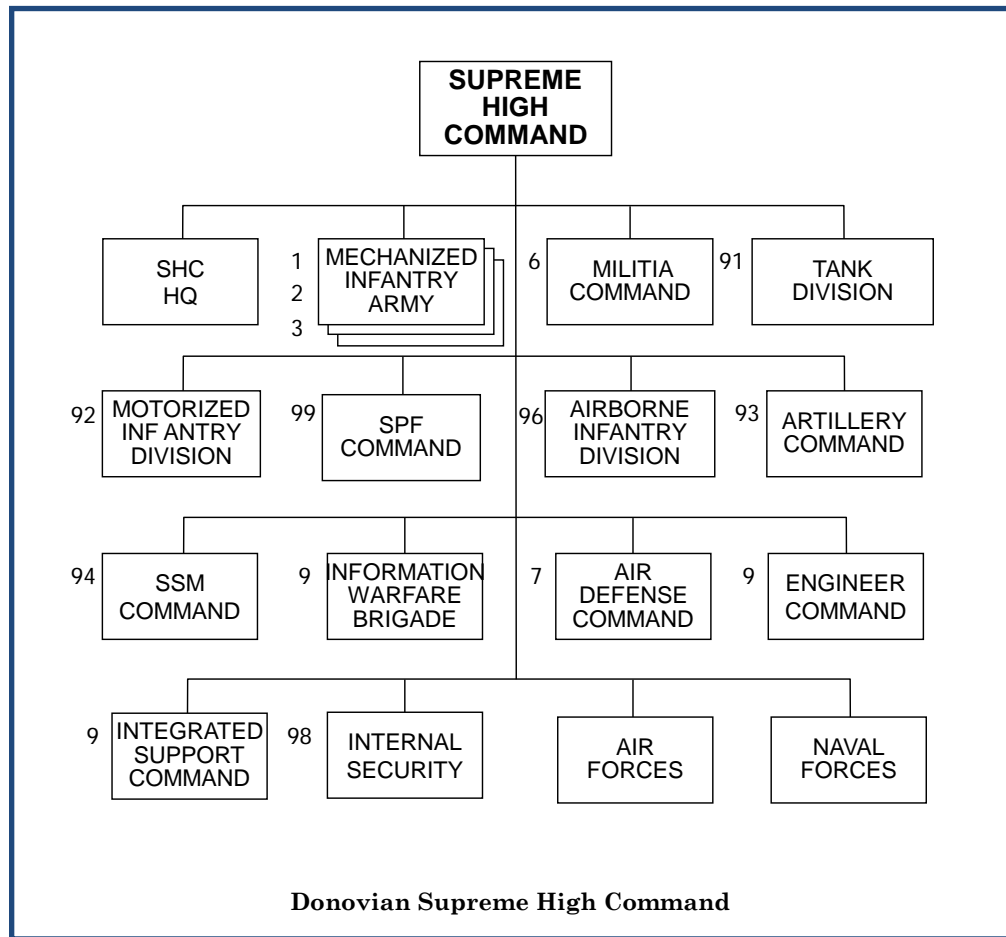 SUPREME
HIGH
COMMAND
SHC
HQ
1
2
3
MECHANIZED
INFANTRY
ARMY
6
MILITIA
COMMAND
91
TANK
DIVISION
92
MOTORIZED
INF ANTRY
DIVISION
99
SPF
COMMAND
96
AIRBORNE
INFANTRY
DIVISION
93
ARTILLERY
COMMAND
94
SSM
COMMAND
9
INFORMATION
WARFARE
BRIGADE
7
AIR
DEFENSE
COMMAND
9
ENGINEER
COMMAND
9
INTEGRATED
SUPPORT
COMMAND
98
INTERNAL
SECURITY
AIR
FORCES
NAVAL
FORCES
Donovian Supreme High Command